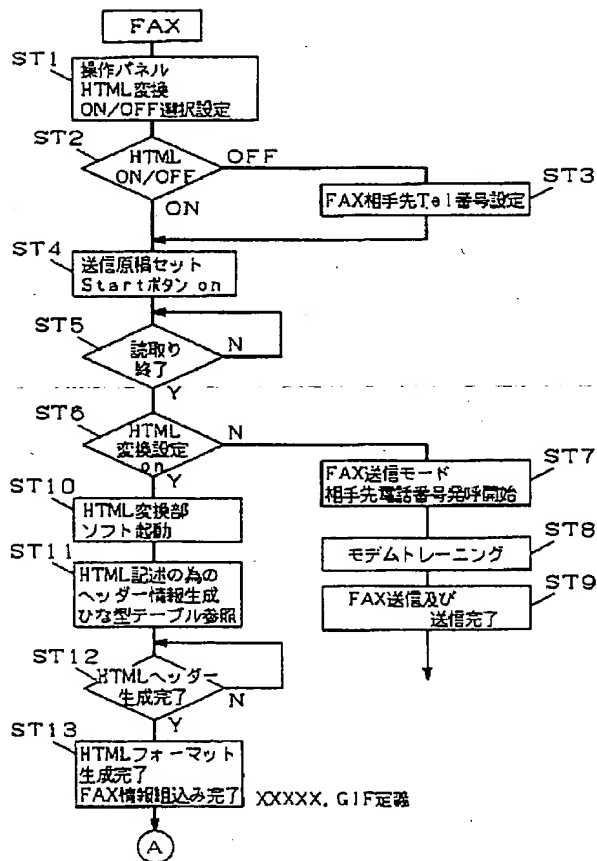 FAX
ST1
操作パネル
HTML変換
ON/OFF選択設定
ST2
HTML
ON/OFF
OFF
ON
ST3
FAX相手先Tel番号設定
ST4
送信原稿セット
Startボタン on
ST5
読取り
終了
N
Y
ST6
HTML
変換設定
on
N
Y
ST7
FAX送信モード
相手先電話番号発呼開始
ST8
モデムトレーニング
ST9
FAX送信及び
送信完了
ST10
HTML変換部
ソフト起動
ST11
HTML記述の為の
ヘッダー情報生成
ひな型テーブル参照
ST12
HTMLヘッダー
生成完了
N
Y
ST13
HTMLフォーマット
生成完了
FAX情報組込み完了
XXXXX. GIF定義
A